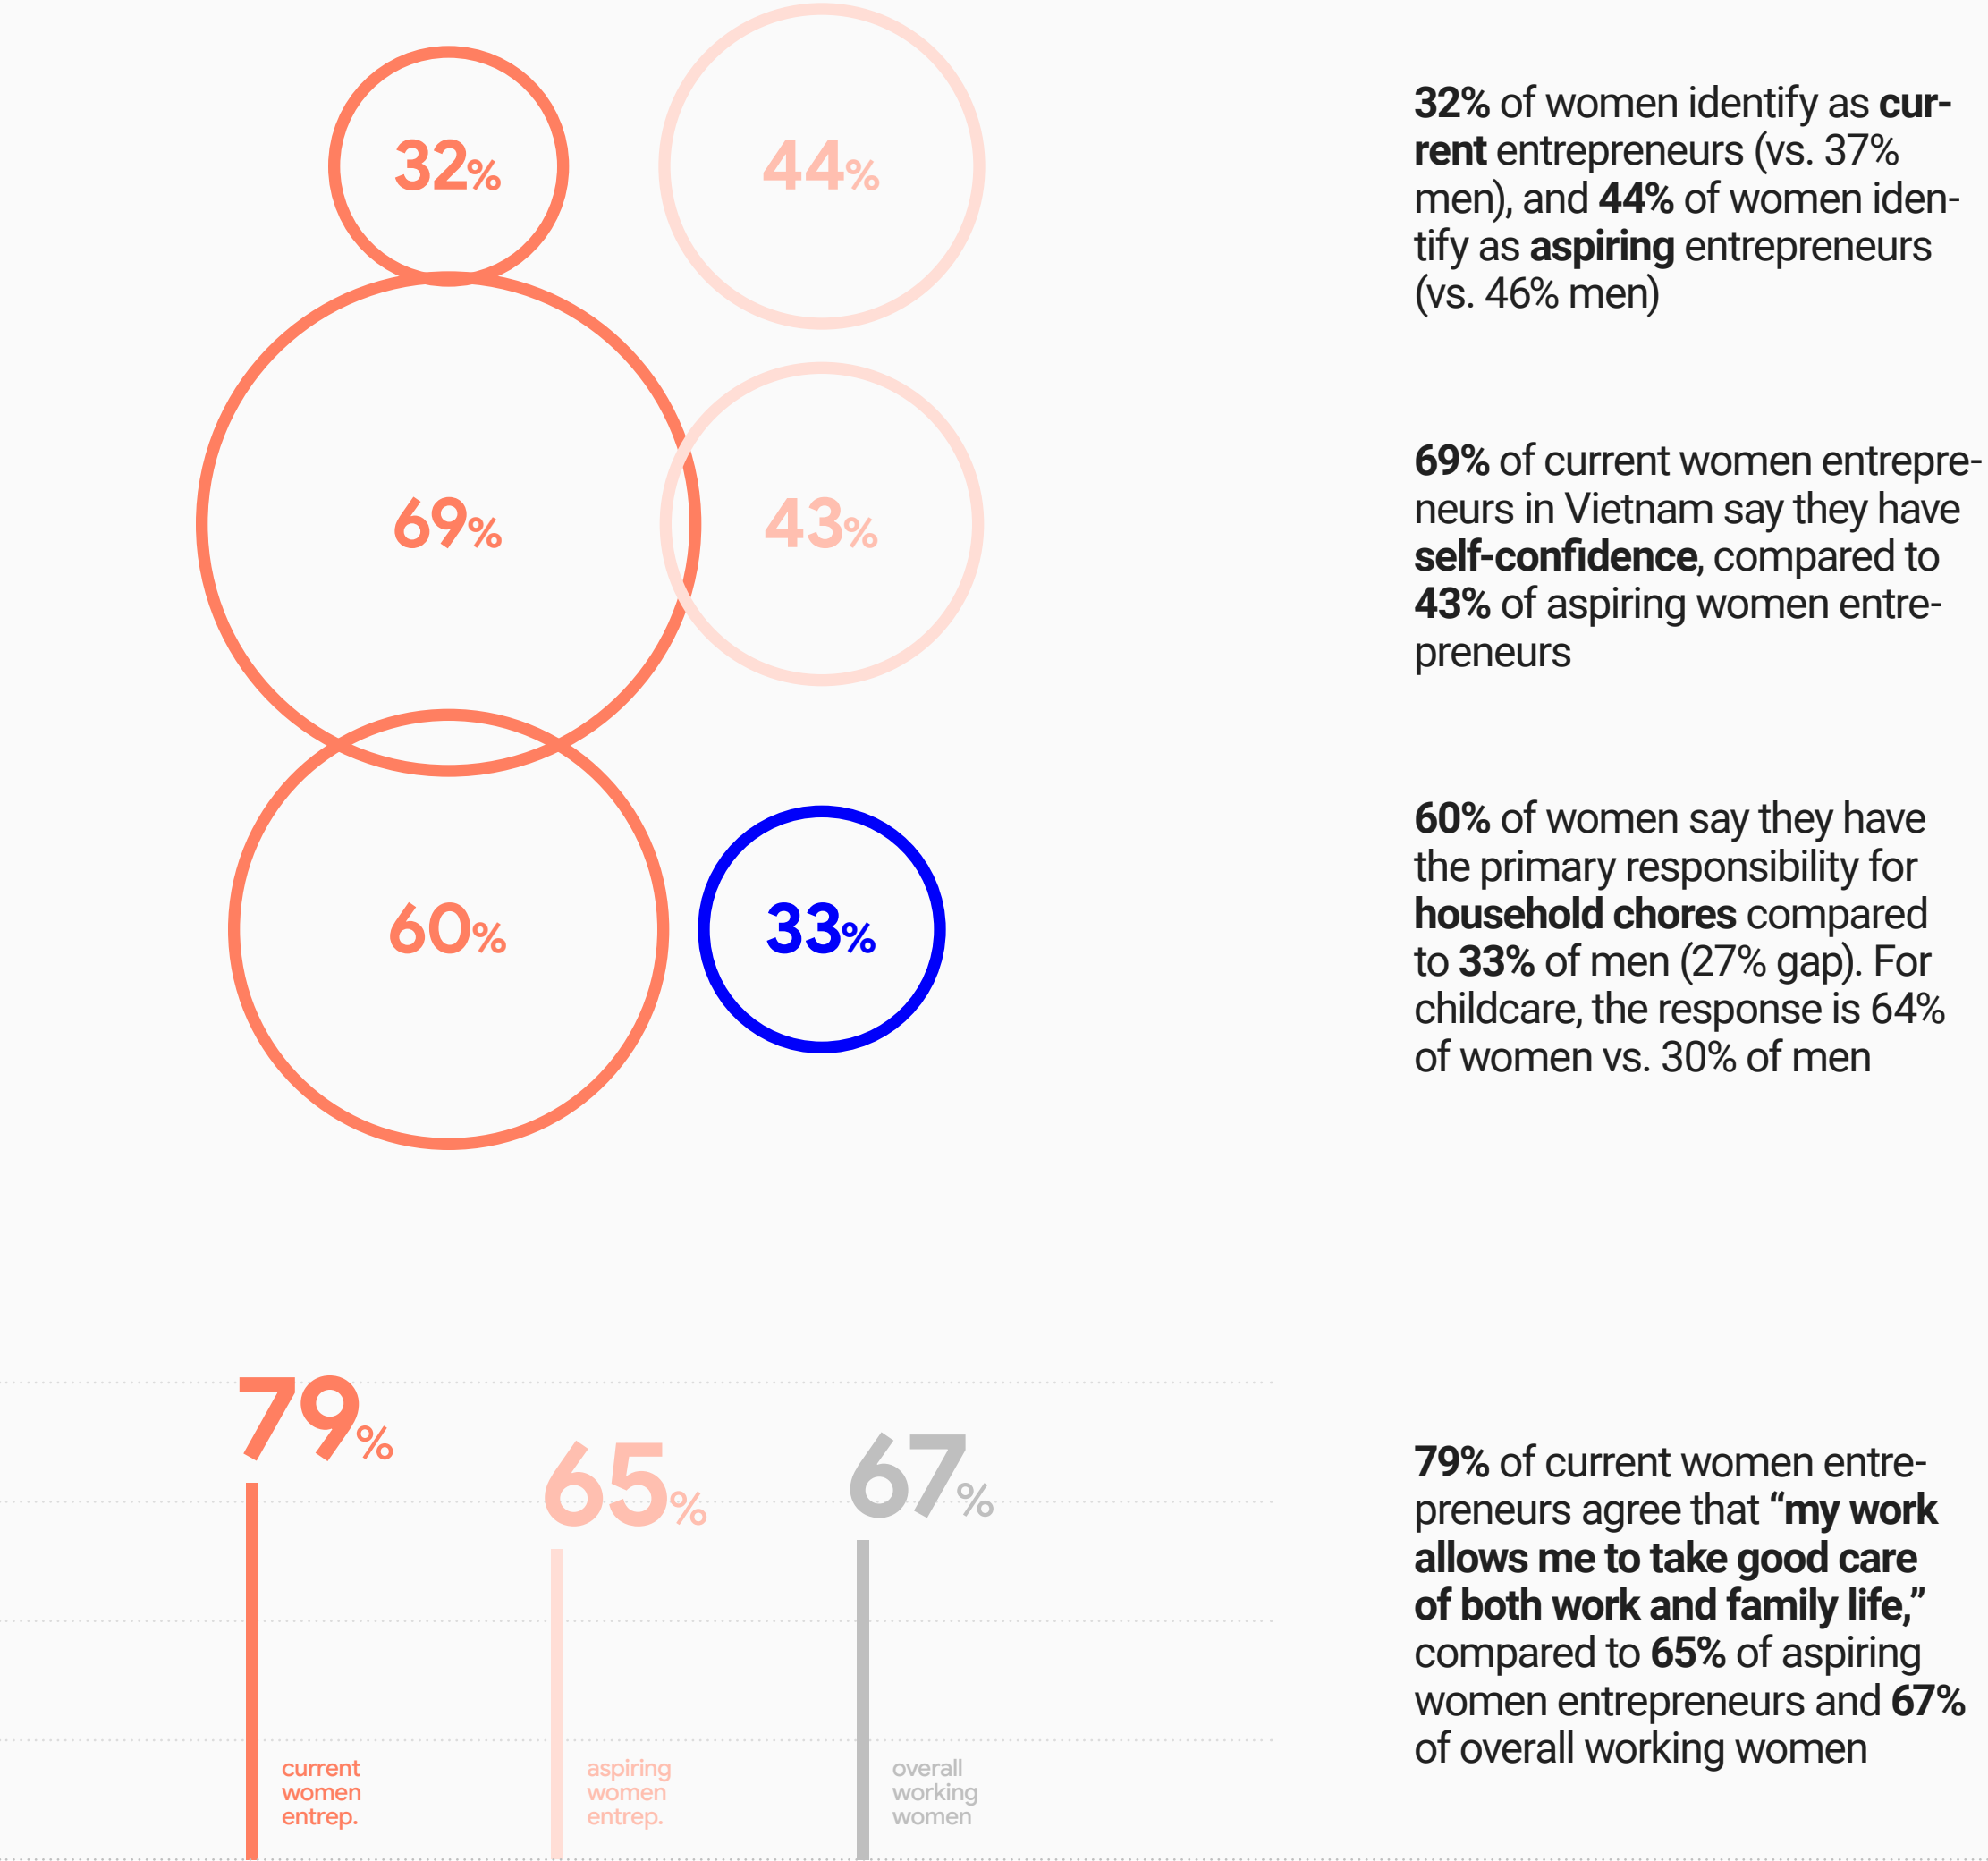 32%
44%
32% of women identify as cur-
rent entrepreneurs (vs. 37%
men), and 44% of women iden-
tify as aspiring entrepreneurs
(vs. 46% men)
69%
43%
69% of current women entrepre-
neurs in Vietnam say they have
self-confidence, compared to
43% of aspiring women entre-
preneurs
60%
33%
60% of women say they have
the primary responsibility for
household chores compared
to 33% of men (27% gap). For
childcare, the response is 64%
of women vs. 30% of men
79%
current
women
entrep.
65%
aspiring
women
entrep.
67%
overall
working
women
79% of current women entre-
preneurs agree that “my work
allows me to take good care
of both work and family life,”
compared to 65% of aspiring
women entrepreneurs and 67%
of overall working women